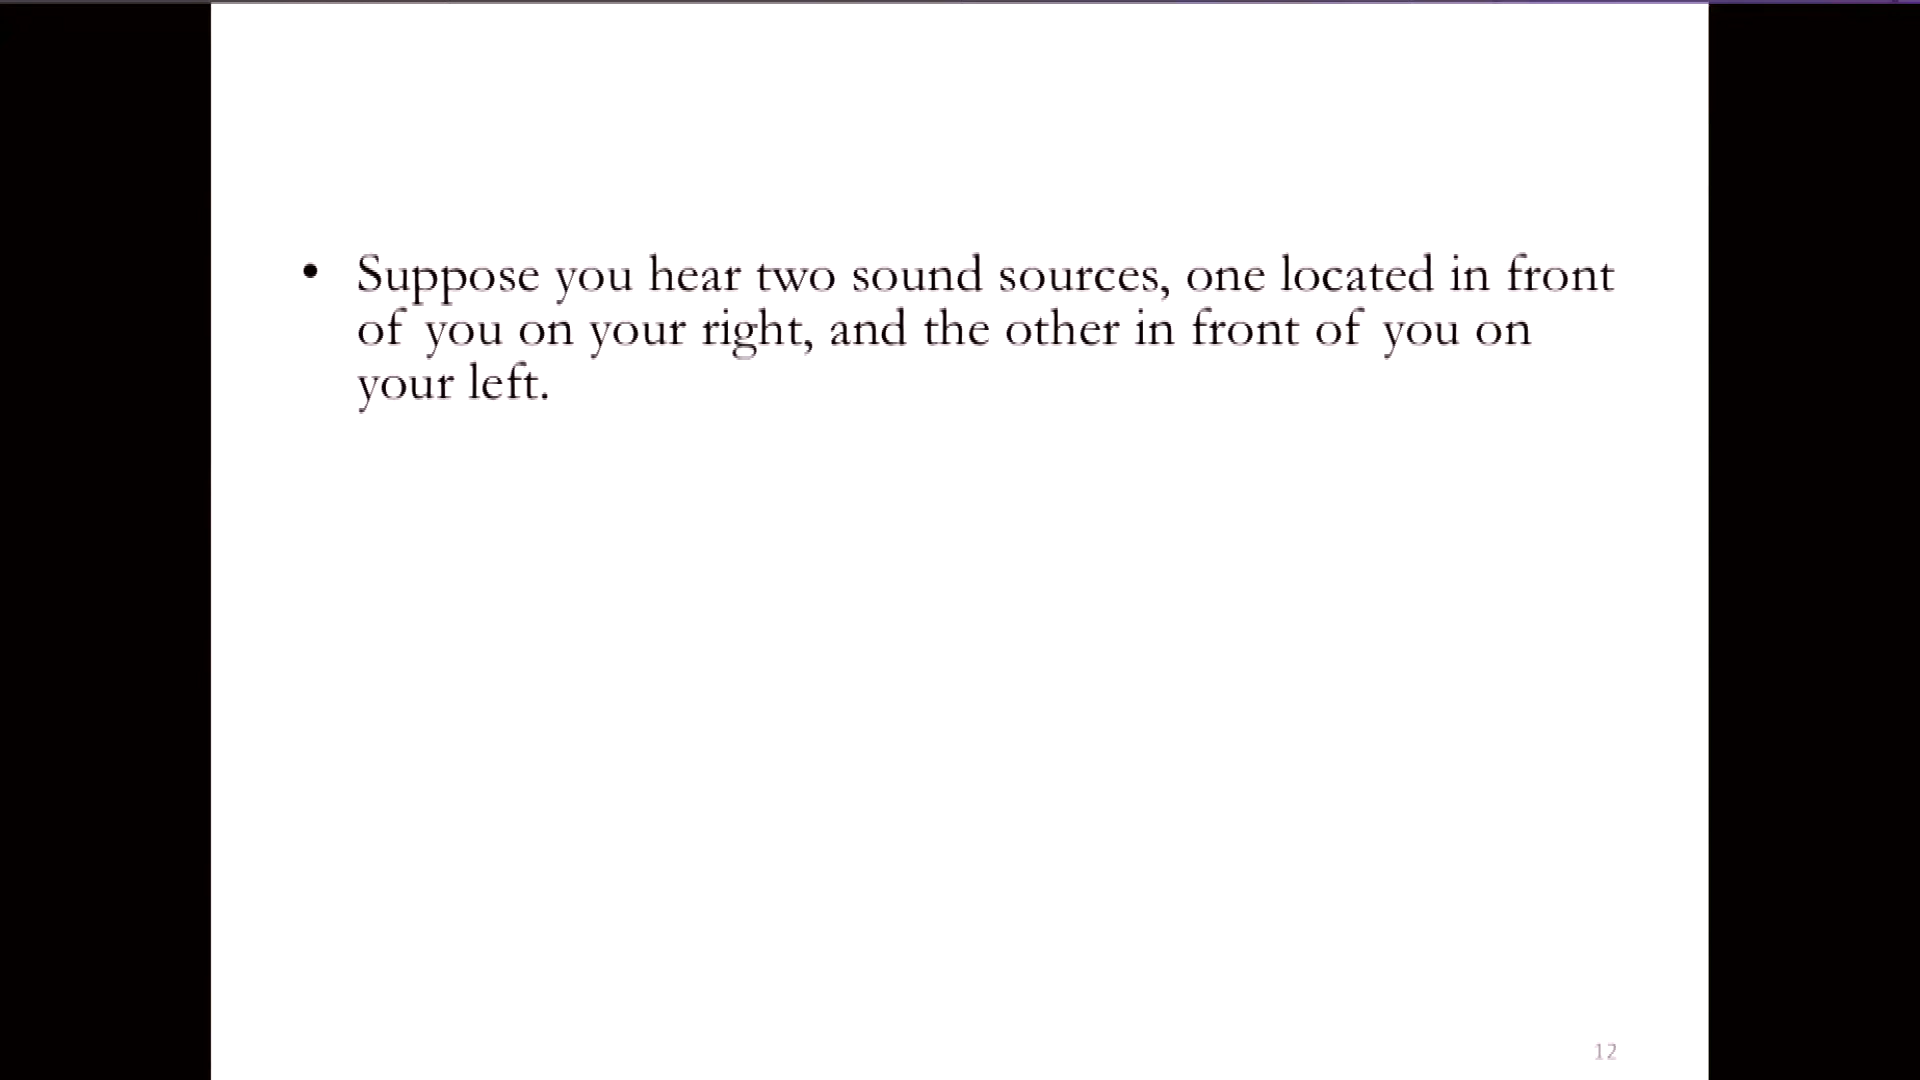 • Suppose you hear two sound sources, one located in front
of you on your right, and the other in front of you on
your left.
12